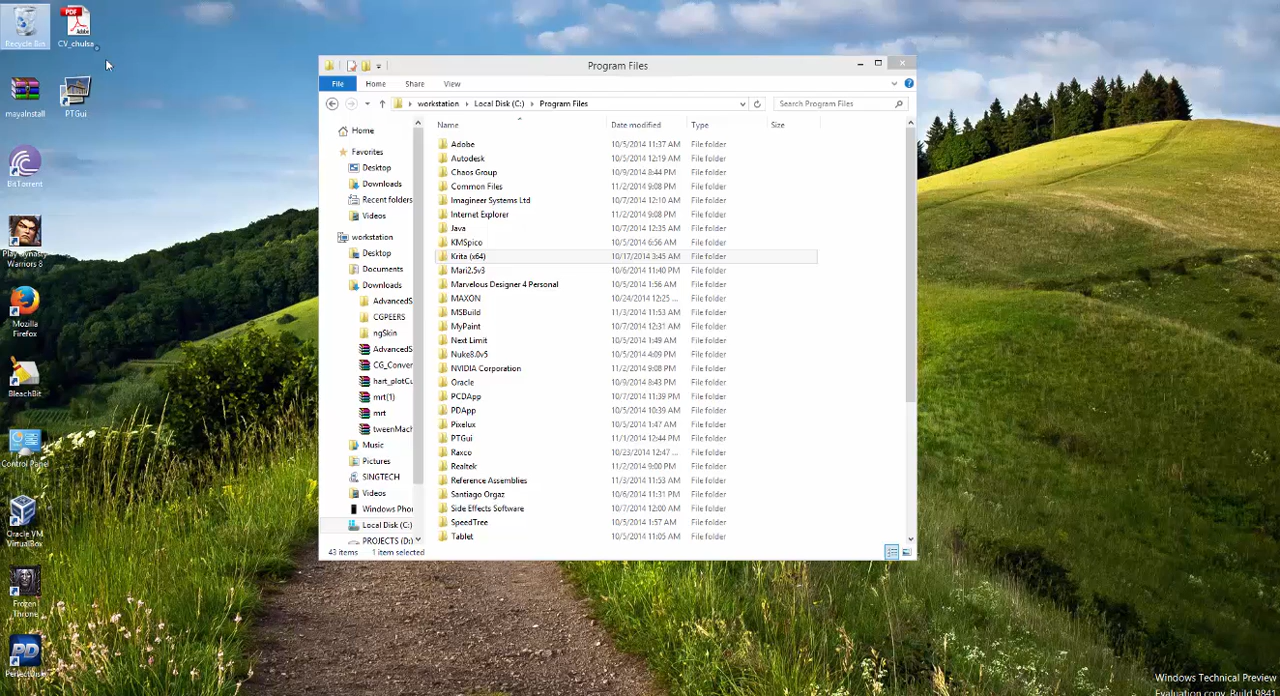 Recycle Bin
CV_chulsa
mayaInstall
PTGui
BitTorrent
Play Dynasty
Warriors 8
Mozilla
Firefox
BleachBit
Control Panel
Oracle VM
VirtualBox
Frozen
Throne
PerfectDisk
Program Files
File Home Share View
workstation Local Disk (C:) Program Files
Search Program Files
Name Date modified Type Size
Home
Favorites
Desktop
Downloads
Recent folders
Videos
workstation
Desktop
Documents
Downloads
AdvancedS
CGPEERS
ngSkin
AdvancedS
CG_Conver
hart_plotCu
mrt(1)
mrt
tweenMach
Music
Pictures
SINGTECH
Videos
Windows Phor
Local Disk (C:)
PROJECTS (D:)
Adobe 10/5/2014 11:37 AM File folder
Autodesk 10/5/2014 12:19 AM File folder
Chaos Group 10/9/2014 8:44 PM File folder
Common Files 11/2/2014 9:08 PM File folder
Imagineer Systems Ltd 10/7/2014 12:10 AM File folder
Internet Explorer 11/2/2014 9:08 PM File folder
Java 10/7/2014 12:35 AM File folder
KMSpico 10/5/2014 6:56 AM File folder
Krita (x64) 10/17/2014 3:45 AM File folder
Mari2.5v3 10/6/2014 11:40 PM File folder
Marvelous Designer 4 Personal 10/5/2014 1:56 AM File folder
MAXON 10/24/2014 12:25 ... File folder
MSBuild 11/3/2014 11:53 AM File folder
MyPaint 10/7/2014 12:31 AM File folder
Next Limit 10/5/2014 1:49 AM File folder
Nuke8.0v5 10/5/2014 4:09 PM File folder
NVIDIA Corporation 11/2/2014 9:08 PM File folder
Oracle 10/9/2014 8:43 PM File folder
PCDApp 10/7/2014 11:39 PM File folder
PDApp 10/5/2014 10:39 AM File folder
Pixelux 10/5/2014 1:47 AM File folder
PTGui 11/1/2014 12:44 PM File folder
Raxco 10/23/2014 12:47 ... File folder
Realtek 11/2/2014 9:00 PM File folder
Reference Assemblies 11/3/2014 11:53 AM File folder
Santiago Orgaz 10/6/2014 11:31 PM File folder
Side Effects Software 10/7/2014 12:00 AM File folder
SpeedTree 10/5/2014 1:57 AM File folder
Tablet 10/5/2014 11:05 AM File folder
43 items 1 item selected
Windows Technical Preview
Evaluation copy. Build 984